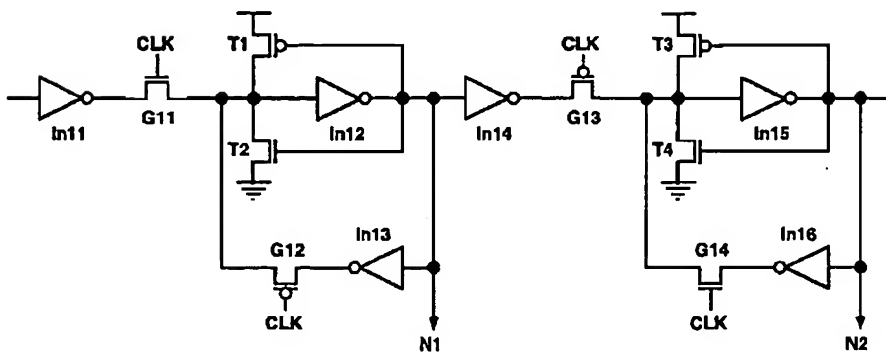 CLK
T1
In11
G11
In12
T2
In13
G12
CLK
N1
In14
CLK
G13
T3
In15
T4
In16
G14
CLK
N2